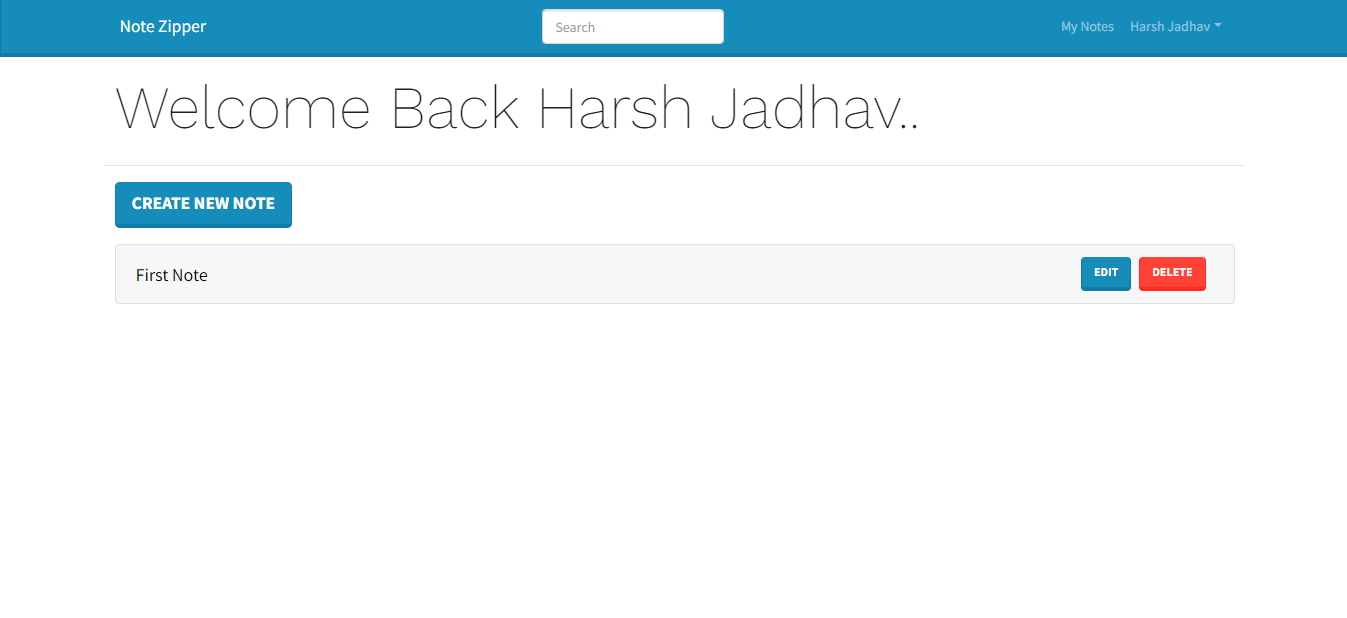 Note Zipper
Search
My Notes
Harsh Jadhav
Welcome Back Harsh Jadhav..
CREATE NEW NOTE
First Note
EDIT
DELETE